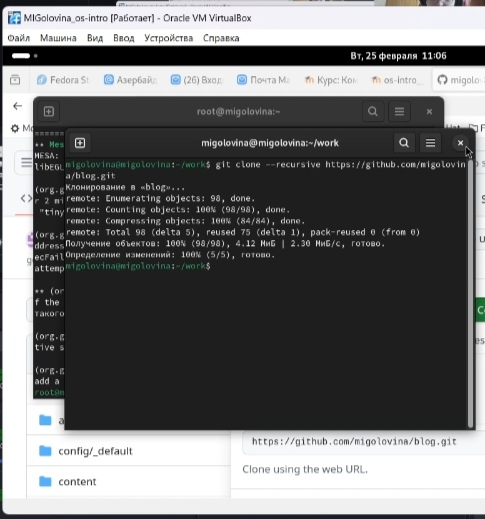 MIGolovina_os-intro [Работает] - Oracle VM VirtualBox
Файл Машина Вид Ввод Устройства Справка
Вт, 25 февраля 11:06
Fedora St Азербайд (26) Вход Почта Ma Курс: Кон os-intro_ migolo
root@migolovina:~
migolovina@migolovina:~/work
** Mes
MESA:
libEGL
(org.g
r 2 mi
"tiny
(org.g
ddress
ecFail
attemp
** (or
f the
такого
(org.g
tive s
(org.g
add a
migolovina@migolovina:~/work$ git clone --recursive https://github.com/migolovin
a/blog.git
Клонирование в «blog»...
remote: Enumerating objects: 98, done.
remote: Counting objects: 100% (98/98), done.
remote: Compressing objects: 100% (84/84), done.
remote: Total 98 (delta 5), reused 75 (delta 1), pack-reused 0 (from 0)
Получение объектов: 100% (98/98), 4.12 МиБ | 2.30 МиБ/с, готово.
Определение изменений: 100% (5/5), готово.
migolovina@migolovina:~/work$
config/_default
content
https://github.com/migolovina/blog.git
Clone using the web URL.